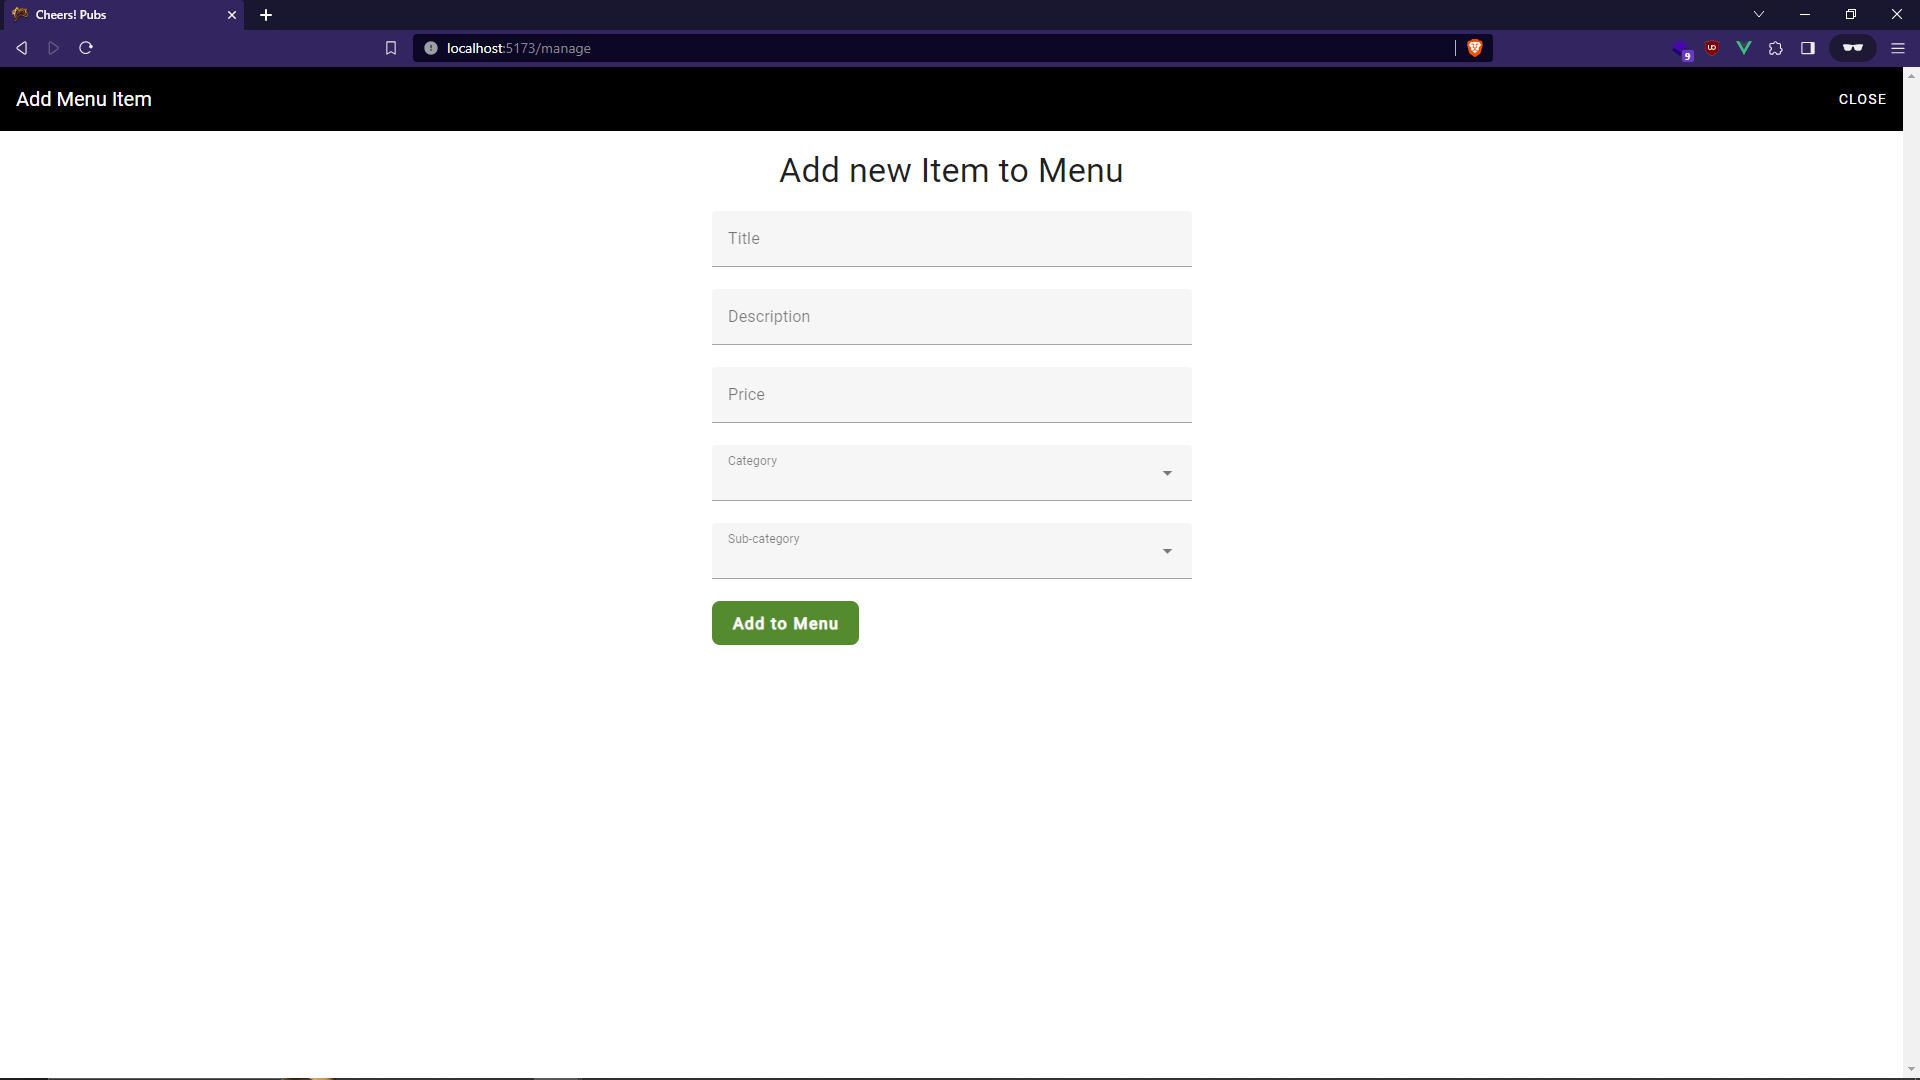 Cheers! Pubs
localhost:5173/manage
9
Add Menu Item
CLOSE
Add new Item to Menu
Title
Description
Price
Category
Sub-category
Add to Menu